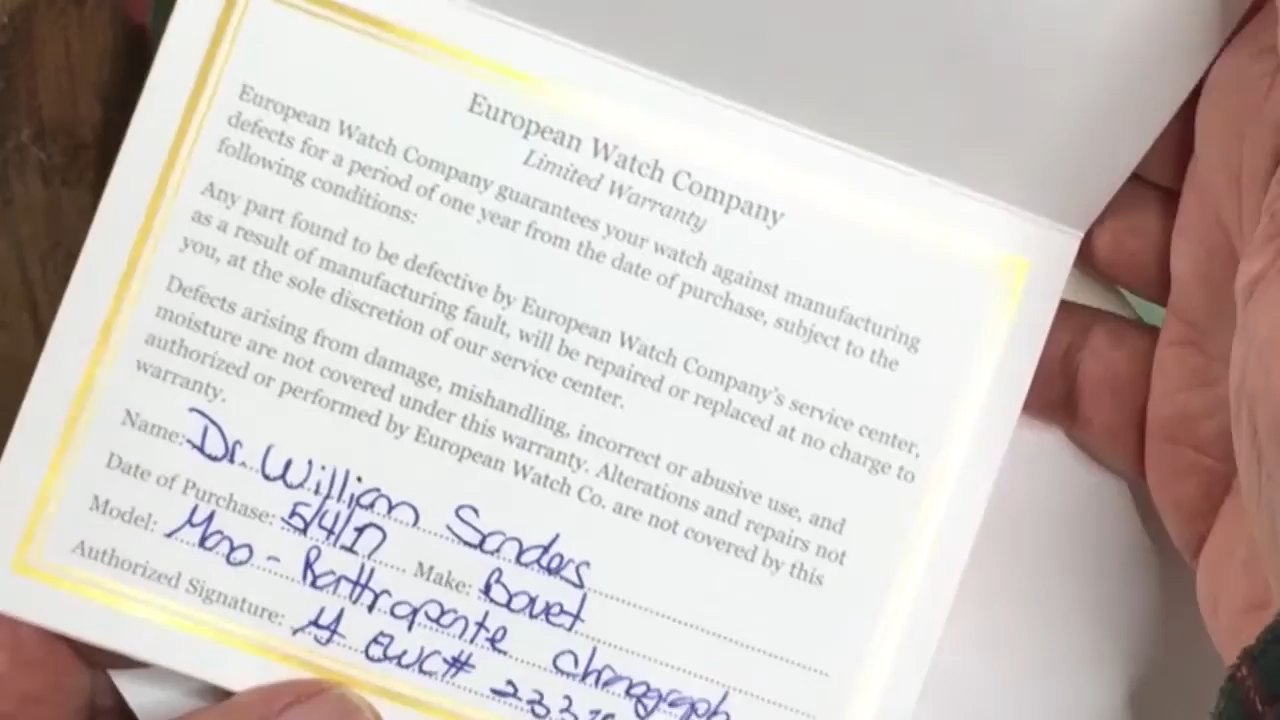 European Watch Company
Limited Warranty
European Watch Company guarantees your watch against manufacturing
defects for a period of one year from the date of purchase, subject to the
following conditions:
Any part found to be defective by European Watch Company's service center,
as a result of manufacturing fault, will be repaired or replaced at no charge to
you, at the sole discretion of our service center.
Defects arising from damage, mishandling, incorrect or abusive use, and
moisture are not covered under this warranty. Alterations and repairs not
authorized or performed by European Watch Co. are not covered by this
warranty.
Name: Dr. William Sanders
Date of Purchase: 5/4/17 Make: Bovet
Model: Mono - Rattrapante Chronograph
Authorized Signature: EWC#